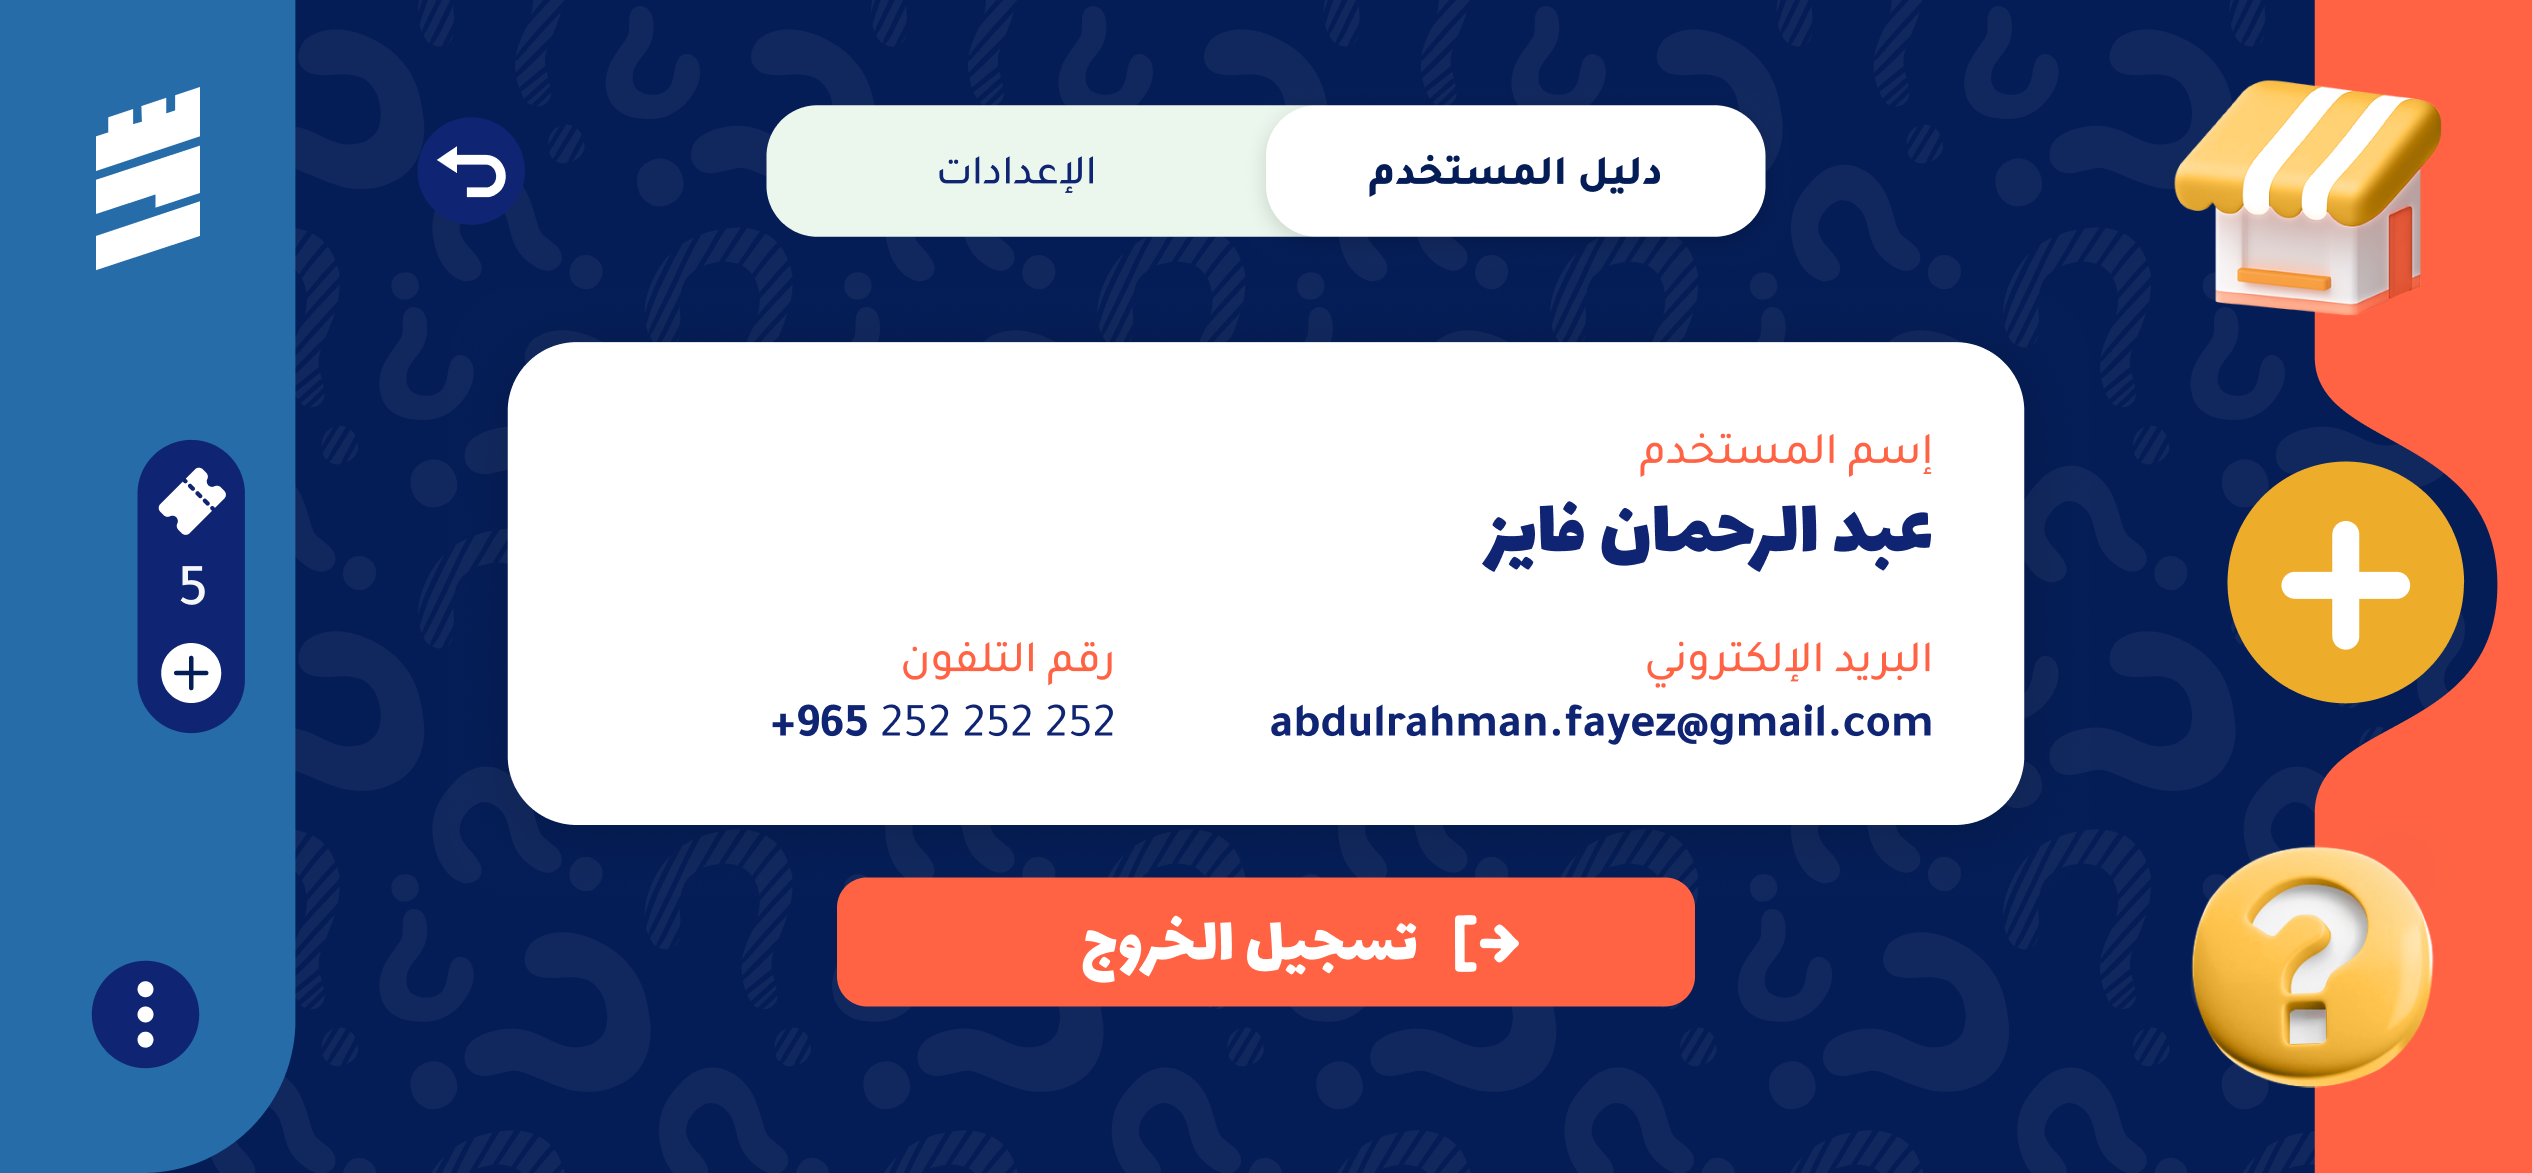 دليل المستخدم
الإعدادات
إسم المستخدم
عبد الرحمان فايز
البريد الإلكتروني
abdulrahman.fayez@gmail.com
رقم التلفون
+965 252 252 252
تسجيل الخروج
5